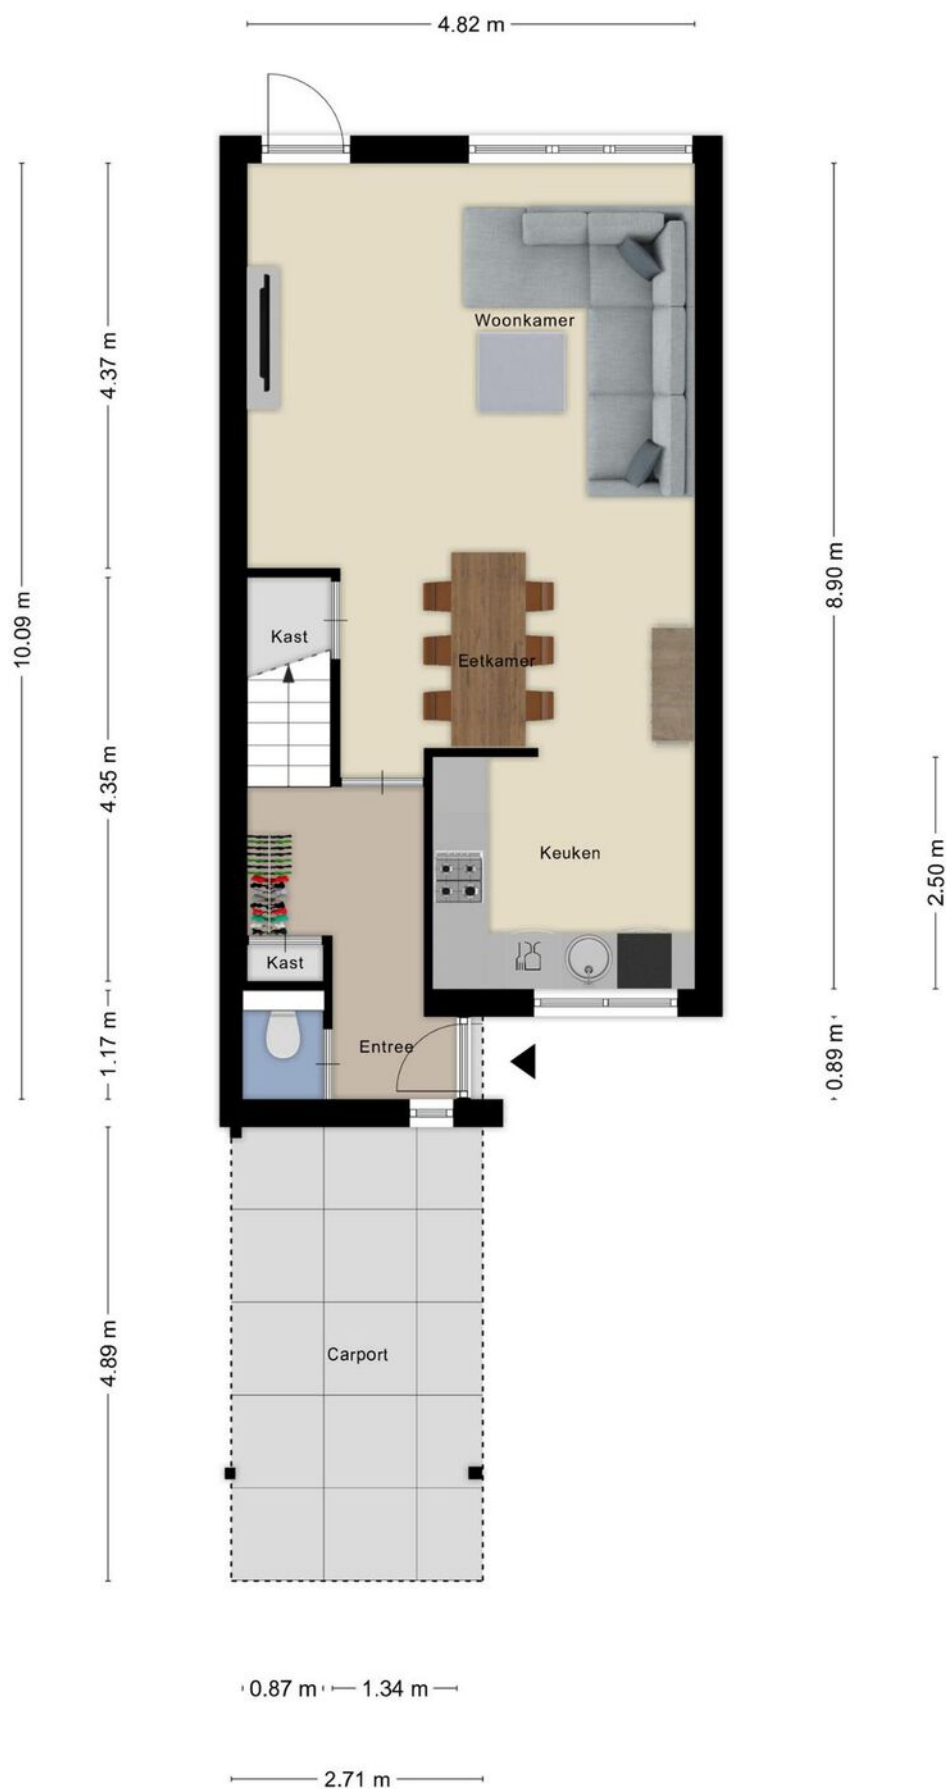 4.82 m
Woonkamer
4.37 m
8.90 m
10.09 m
Kast
Eetkamer
4.35 m
Keuken
2.50 m
Kast
1.17 m
Entree
0.89 m
4.89 m
Carport
0.87 m
1.34 m
2.71 m